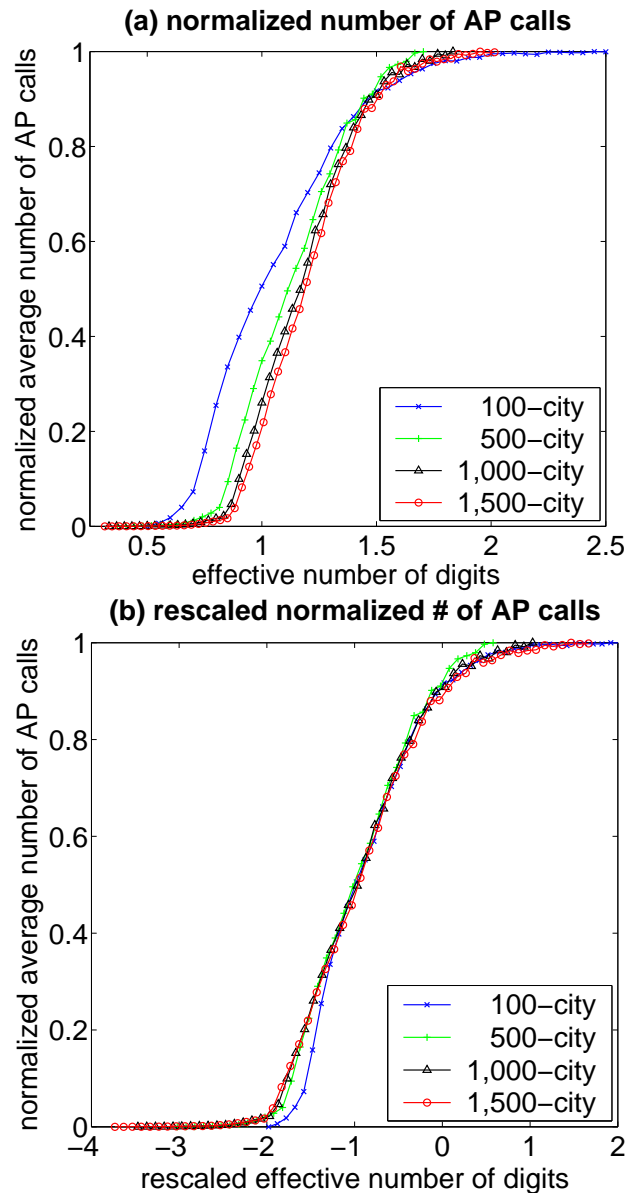 (a) normalized number of AP calls
normalized average number of AP calls
1
0.8
0.6
0.4
0.2
0
100−city
500−city
1,000−city
1,500−city
0.5
1
1.5
2
2.5
effective number of digits
(b) rescaled normalized # of AP calls
normalized average number of AP calls
1
0.8
0.6
0.4
0.2
0
100−city
500−city
1,000−city
1,500−city
−4
−3
−2
−1
0
1
2
rescaled effective number of digits